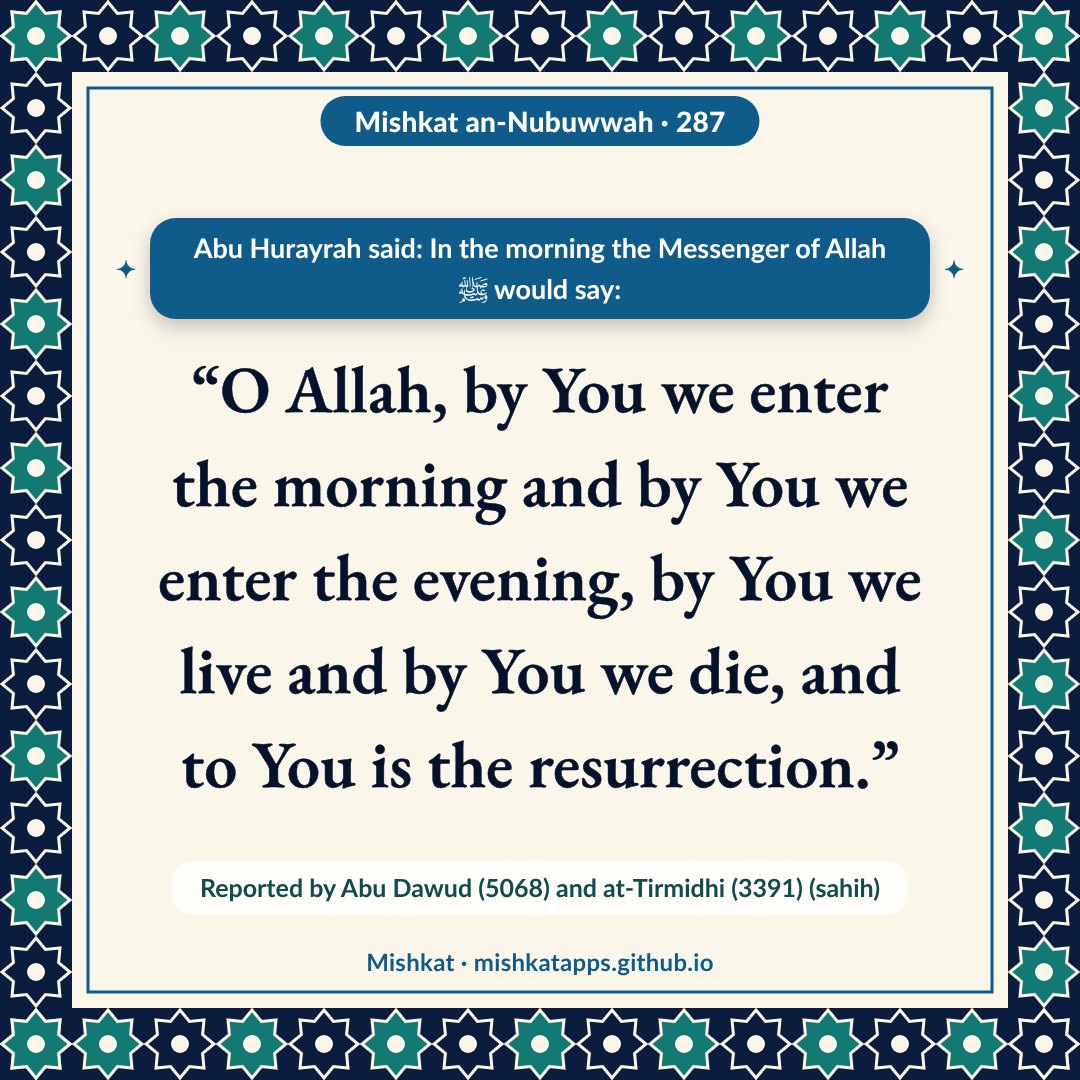 Mishkat an-Nubuwwah · 287
Abu Hurayrah said: In the morning the Messenger of Allah
ﷺ would say:
“O Allah, by You we enter
the morning and by You we
enter the evening, by You we
live and by You we die, and
to You is the resurrection.”
Reported by Abu Dawud (5068) and at-Tirmidhi (3391) (sahih)
Mishkat · mishkatapps.github.io